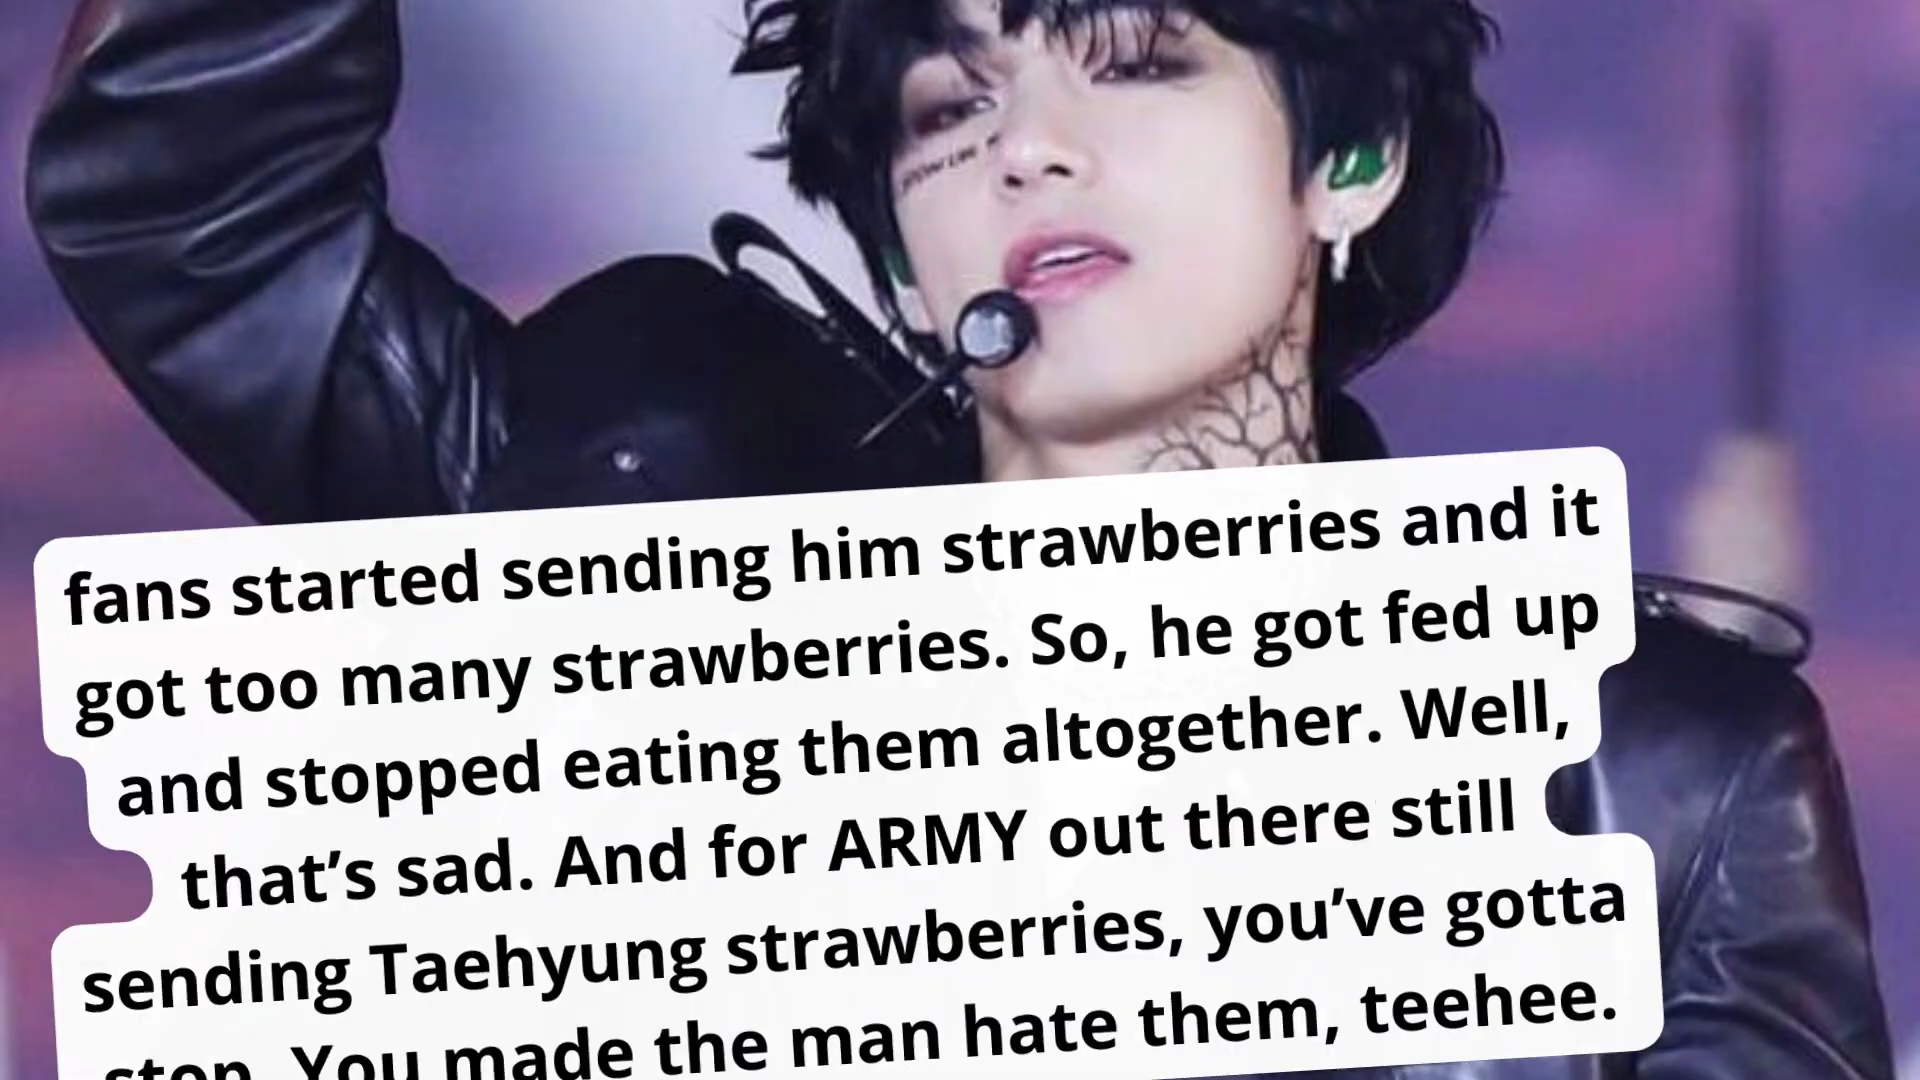 fans started sending him strawberries and it
got too many strawberries. So, he got fed up
and stopped eating them altogether. Well,
that’s sad. And for ARMY out there still
sending Taehyung strawberries, you’ve gotta
stop. You made the man hate them, teehee.